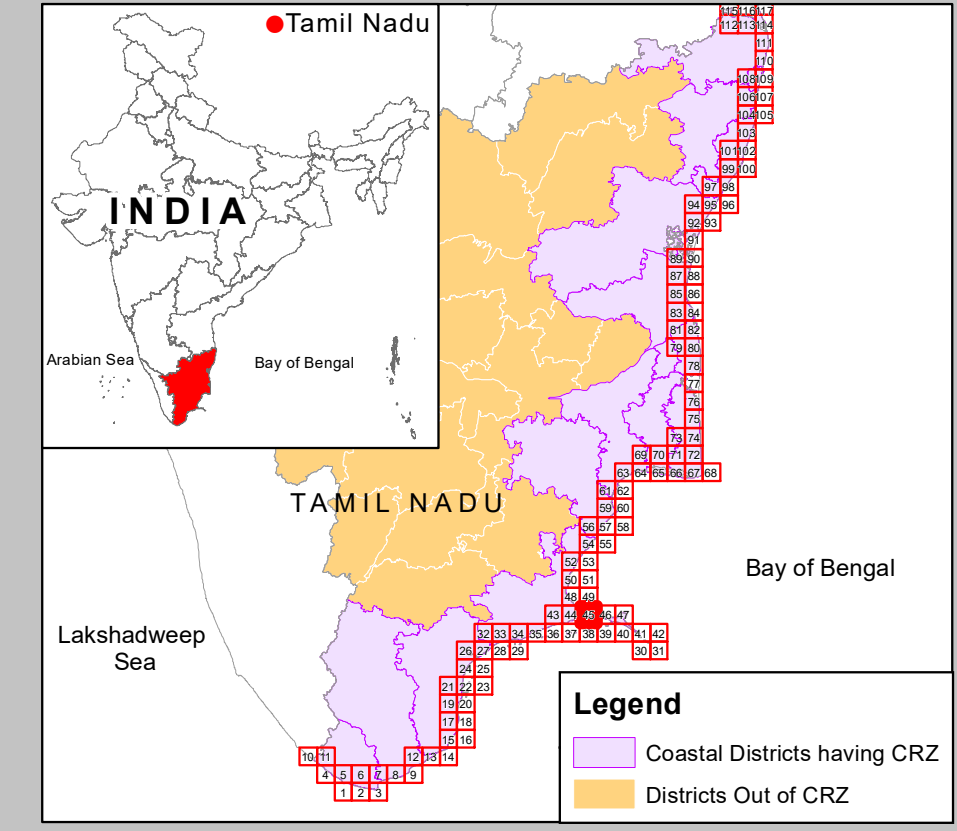 Tamil Nadu
INDIA
Arabian Sea
Bay of Bengal
115 116 117
112 113 114
111
110
108 109
106 107
104 105
103
101 102
99 100
97 98
94 95 96
92 93
91
89 90
87 88
85 86
83 84
81 82
79 80
78
77
76
75
73 74
69 70 71 72
63 64 65 66 67 68
61 62
59 60
56 57 58
54 55
52 53
50 51
48 49
43 44 45 46 47
32 33 34 35 36 37 38 39 40 41 42
26 27 28 29 30 31
24 25
21 22 23
19 20
17 18
15 16
10 11 12 13 14
4 5 6 7 8 9
1 2 3
TAMIL NADU
Bay of Bengal
Lakshadweep
Sea
Legend
Coastal Districts having CRZ
Districts Out of CRZ